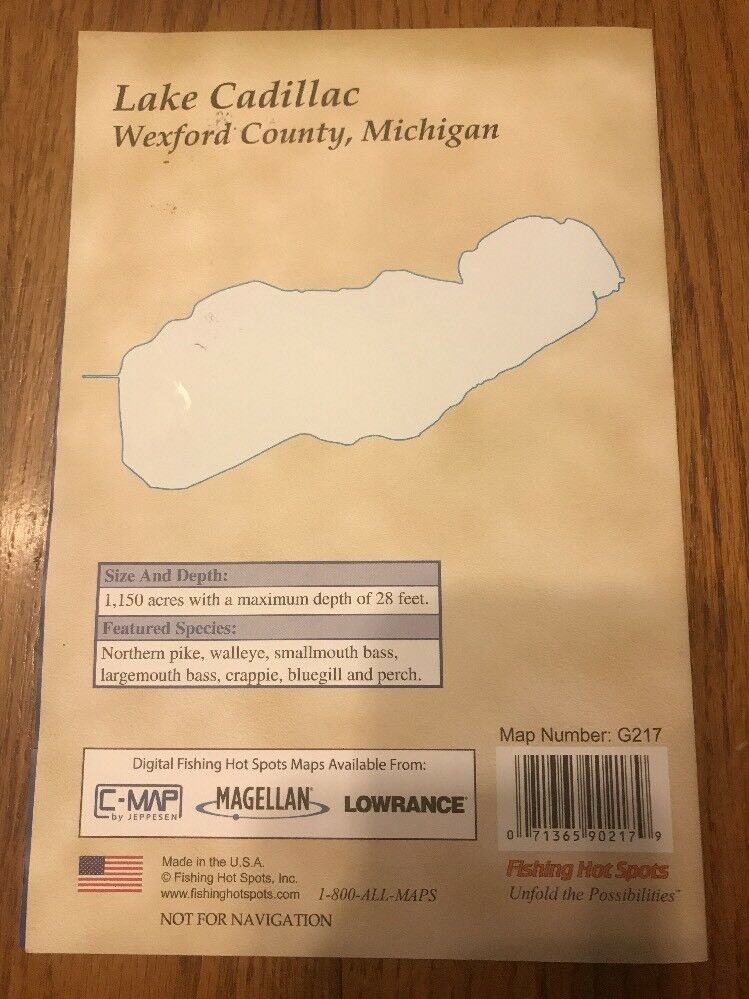 Lake Cadillac
Wexford County, Michigan
Size And Depth:
1,150 acres with a maximum depth of 28 feet.
Featured Species:
Northern pike, walleye, smallmouth bass,
largemouth bass, crappie, bluegill and perch.
Map Number: G217
Digital Fishing Hot Spots Maps Available From:
C-MAP
by JEPPESEN
MAGELLAN
LOWRANCE
0 71365 90217 9
Made in the U.S.A.
© Fishing Hot Spots, Inc.
www.fishinghotspots.com 1-800-ALL-MAPS
NOT FOR NAVIGATION
Fishing Hot Spots
Unfold the Possibilities™